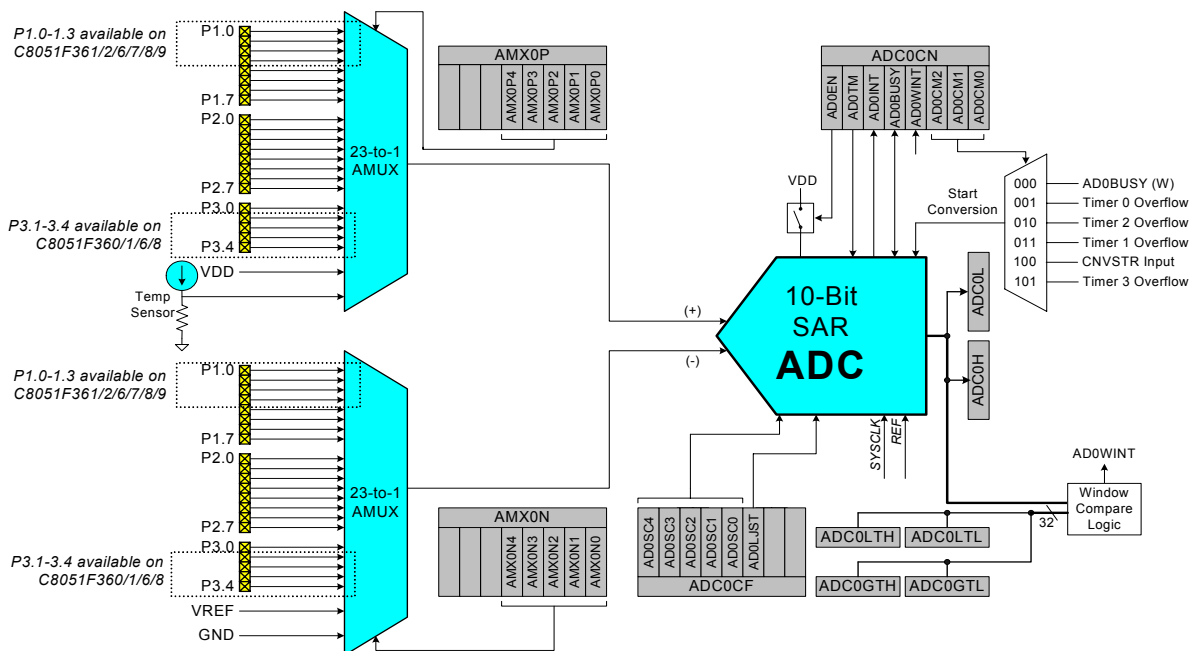 P1.0-1.3 available on
C8051F361/2/6/7/8/9
P1.0
P1.7
P2.0
P2.7
P3.0
P3.4
P3.1-3.4 available on
C8051F360/1/6/8
VDD
Temp
Sensor
23-to-1
AMUX
AMX0P
AMX0P4
AMX0P3
AMX0P2
AMX0P1
AMX0P0
ADC0CN
AD0EN
AD0TM
AD0INT
AD0BUSY
AD0WINT
AD0CM2
AD0CM1
AD0CM0
VDD
Start
Conversion
000
001
010
011
100
101
AD0BUSY (W)
Timer 0 Overflow
Timer 2 Overflow
Timer 1 Overflow
CNVSTR Input
Timer 3 Overflow
(+)
(-)
10-Bit
SAR
ADC
ADC0L
ADC0H
SYSCLK
REF
P1.0-1.3 available on
C8051F361/2/6/7/8/9
P1.0
P1.7
P2.0
P2.7
P3.0
P3.4
P3.1-3.4 available on
C8051F360/1/6/8
VREF
GND
23-to-1
AMUX
AMX0N
AMX0N4
AMX0N3
AMX0N2
AMX0N1
AMX0N0
AD0SC4
AD0SC3
AD0SC2
AD0SC1
AD0SC0
AD0LJST
ADC0CF
AD0WINT
Window
Compare
Logic
32
ADC0LTH
ADC0LTL
ADC0GTH
ADC0GTL